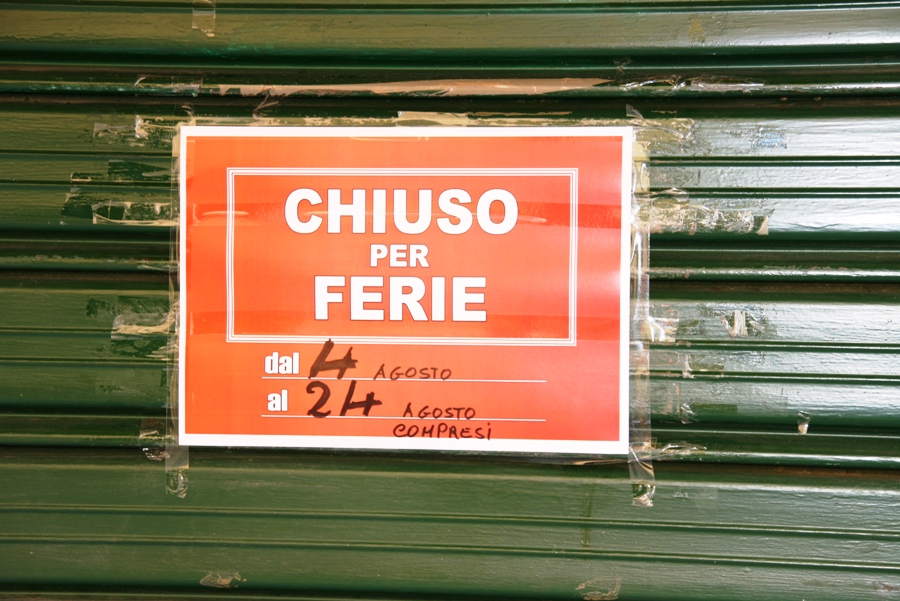 CHIUSO
PER
FERIE
dal 4 AGOSTO
al 24 AGOSTO
COMPRESI